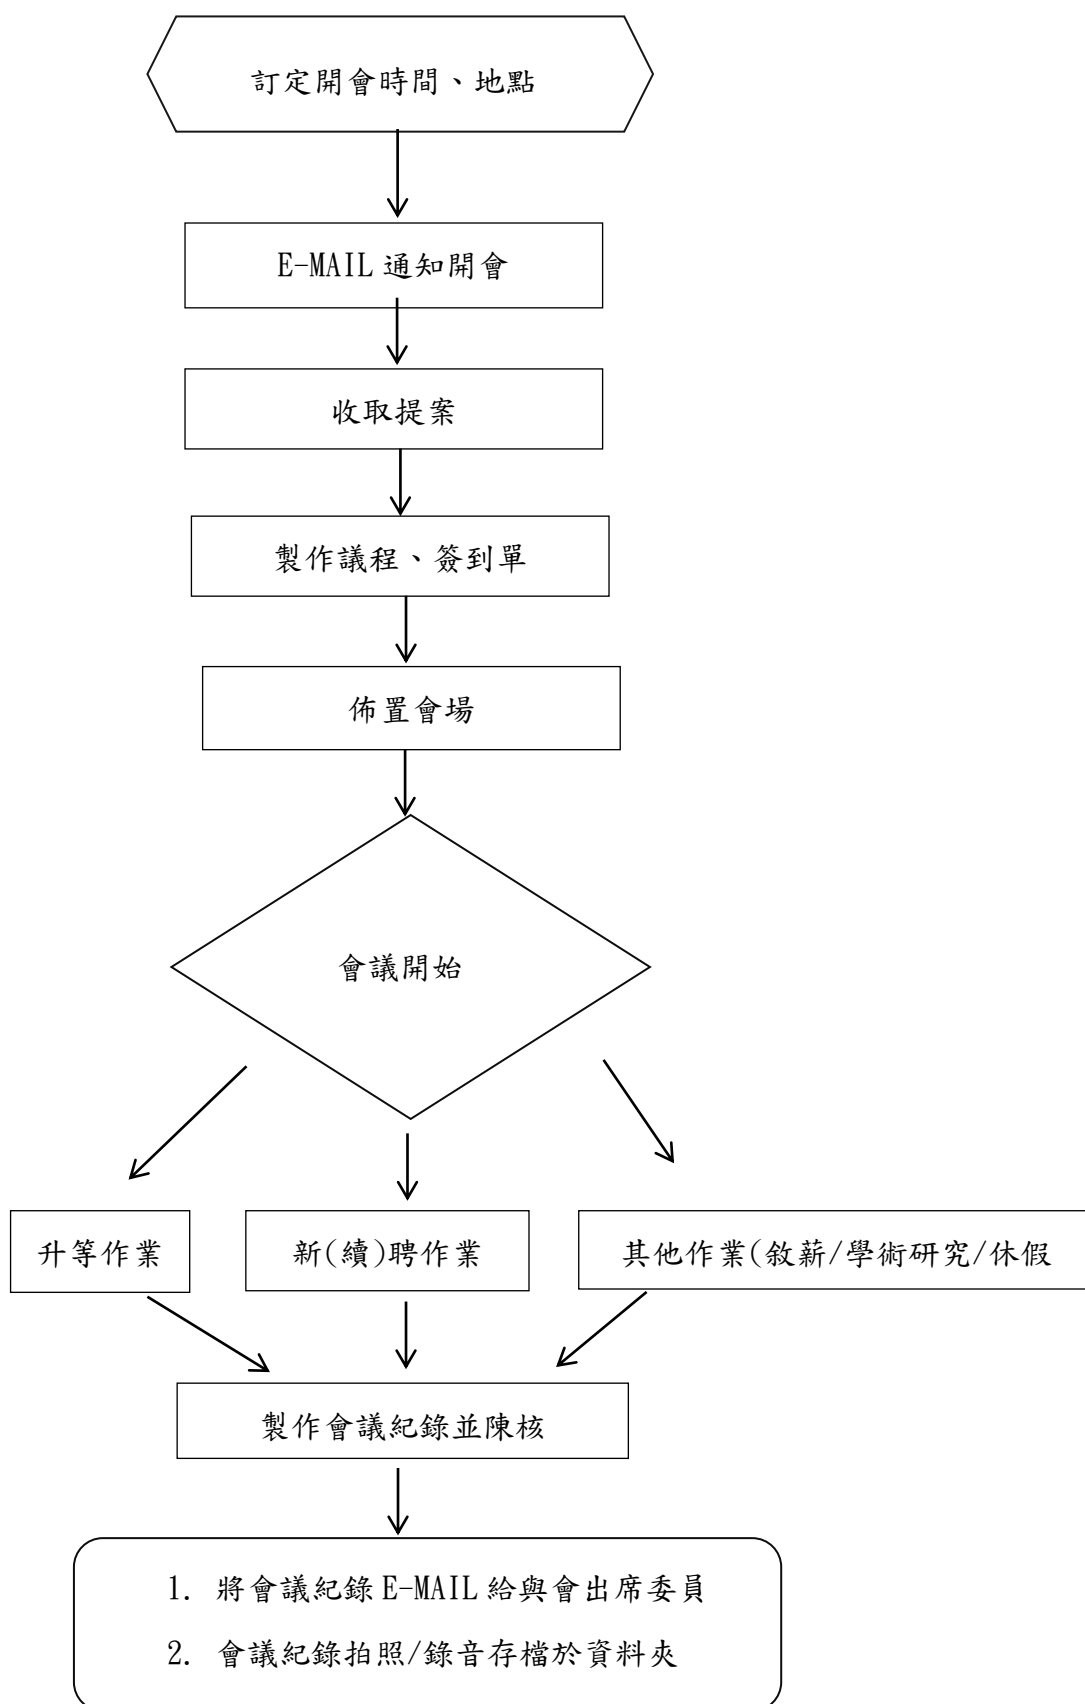 訂定開會時間、地點
E-MAIL 通知開會
收取提案
製作議程、簽到單
佈置會場
會議開始
升等作業
新(續)聘作業
其他作業(敘薪/學術研究/休假
製作會議紀錄並陳核
1. 將會議紀錄 E-MAIL 給與會出席委員
2. 會議紀錄拍照/錄音存檔於資料夾